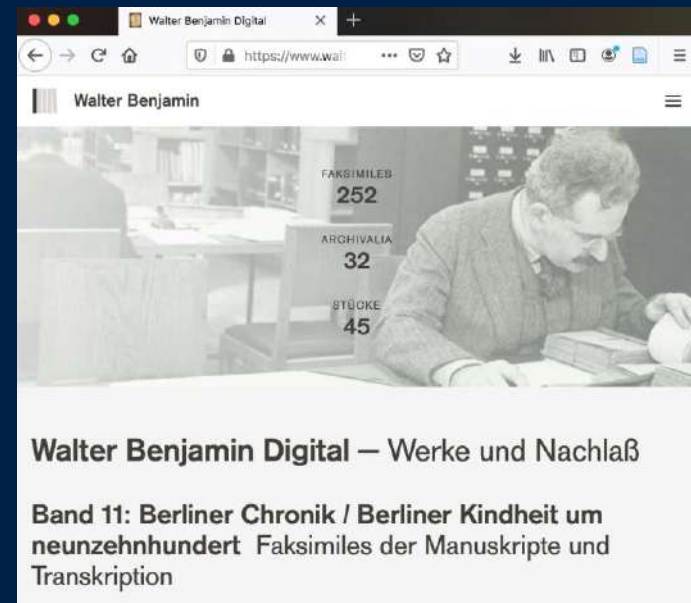 Walter Benjamin Digital
https://www.wal
Walter Benjamin
FAKSIMILES
252
ARCHIVALIA
32
STÜCKE
45
Walter Benjamin Digital — Werke und Nachlaß
Band 11: Berliner Chronik / Berliner Kindheit um
neunzehnhundert Faksimiles der Manuskripte und
Transkription